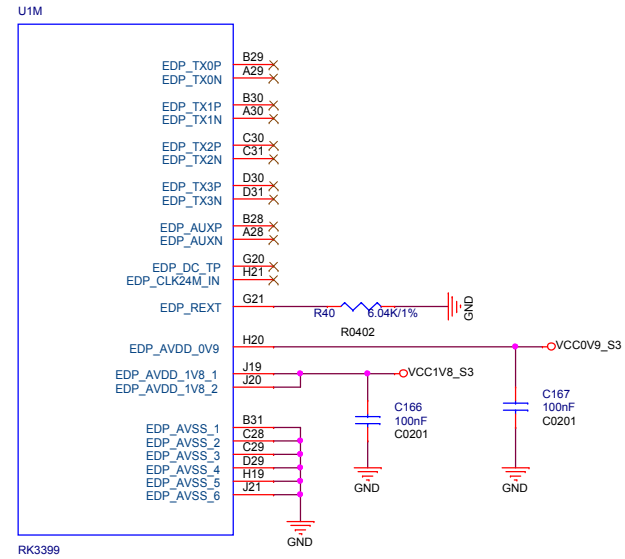 U1M
EDP_TX0P B29
EDP_TX0N A29
EDP_TX1P B30
EDP_TX1N A30
EDP_TX2P C30
EDP_TX2N C31
EDP_TX3P D30
EDP_TX3N D31
EDP_AUXP B28
EDP_AUXN A28
EDP_DC_TP G20
EDP_CLK24M_IN H21
EDP_REXT G21
R40 6.04K/1%
R0402
GND
EDP_AVDD_0V9 H20
VCC0V9_S3
EDP_AVDD_1V8_1 J19
EDP_AVDD_1V8_2 J20
VCC1V8_S3
C166
100nF
C0201
GND
C167
100nF
C0201
GND
EDP_AVSS_1 B31
EDP_AVSS_2 C28
EDP_AVSS_3 C29
EDP_AVSS_4 D29
EDP_AVSS_5 H19
EDP_AVSS_6 J21
GND
RK3399